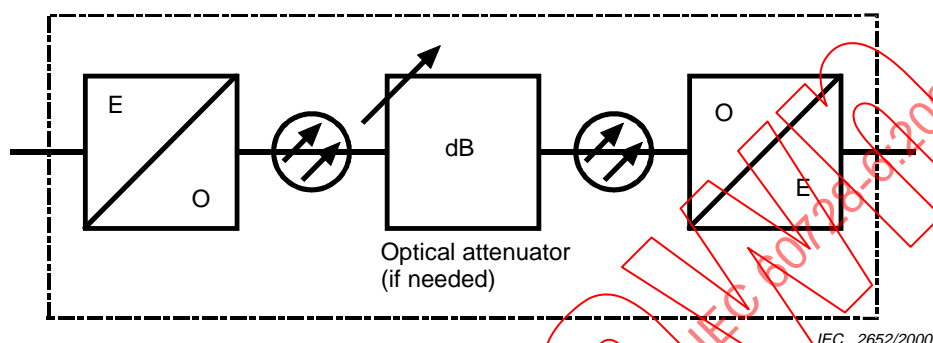 E
O
dB
O
E
Optical attenuator
(if needed)
IEC 2652/2000